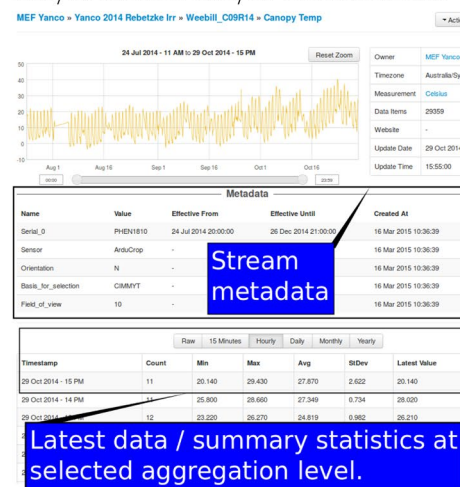 MEF Yanco » Yanco 2014 Rebetzke Irr » Weebill_C09R14 » Canopy Temp
24 Jul 2014 - 11 AM to 29 Oct 2014 - 15 PM
Reset Zoom
50
40
30
20
10
0
-10
Aug 1 Aug 16 Sep 1 Sep 16 Oct 1 Oct 16
00:00 23:59
Owner MEF Yanco
Timezone Australia/Sy
Measurement Celsius
Data Items 29359
Website -
Update Date 29 Oct 2014
Update Time 15:55:00
Metadata
Name Value Effective From Effective Until Created At
Serial_0 PHEN1810 24 Jul 2014 20:00:00 26 Dec 2014 21:00:00 16 Mar 2015 10:36:39
Sensor ArduCrop - 16 Mar 2015 10:36:39
Orientation N - 16 Mar 2015 10:36:39
Basis_for_selection CIMMYT - 16 Mar 2015 10:36:39
Field_of_view 10 - 16 Mar 2015 10:36:39
Stream
metadata
Raw 15 Minutes Hourly Daily Monthly Yearly
Timestamp Count Min Max Avg StDev Latest Value
29 Oct 2014 - 15 PM 11 20.140 29.430 27.870 2.622 20.140
29 Oct 2014 - 14 PM 25.800 28.660 27.349 0.734 28.020
29 Oct 2014 12 23.220 26.270 24.819 0.982 26.210
Latest data / summary statistics at
selected aggregation level.